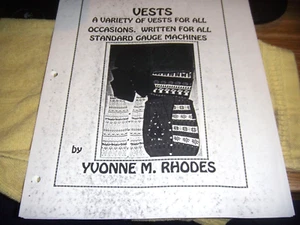 VESTS
A VARIETY OF VESTS FOR ALL
OCCASIONS. WRITTEN FOR ALL
STANDARD GAUGE MACHINES
by
YVONNE M. RHODES